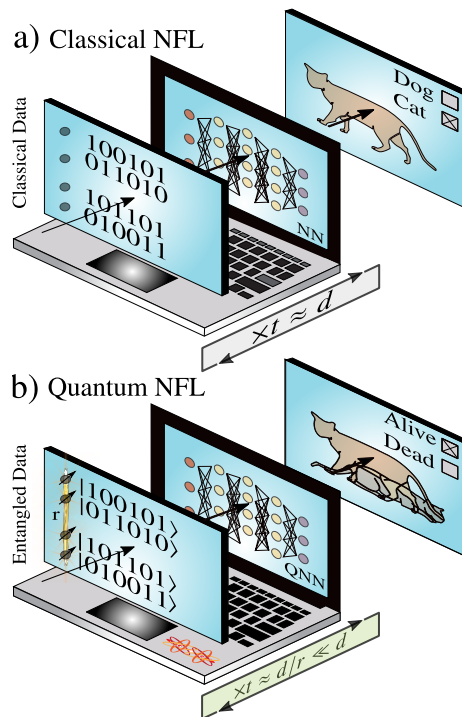 a) Classical NFL
Classical Data
100101
011010
101101
010011
NN
Dog
Cat
×t ≈ d
b) Quantum NFL
Entangled Data
r
|100101⟩
|011010⟩
|101101⟩
|010011⟩
QNN
Alive
Dead
×t ≈ d/r ≪ d